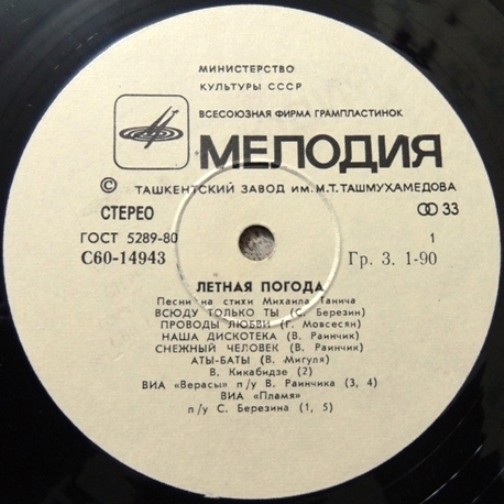 МИНИСТЕРСТВО
КУЛЬТУРЫ СССР
ВСЕСОЮЗНАЯ ФИРМА ГРАМПЛАСТИНОК
МЕЛОДИЯ
© ТАШКЕНТСКИЙ ЗАВОД ИМ. М.Т. ТАШМУХАМЕДОВА
СТЕРЕО
33
ГОСТ 5289-80
1
С60-14943
Гр. 3. 1-90
ЛЕТНАЯ ПОГОДА
Песни на стихи Михаила Танича
ВСЮДУ ТОЛЬКО ТЫ (С. Березин)
ПРОВОДЫ ЛЮБВИ (Г. Мовсесян)
НАША ДИСКОТЕКА (В. Раинчик)
СНЕЖНЫЙ ЧЕЛОВЕК (В. Раинчик)
АТЫ-БАТЫ (В. Мигуля)
В. Кикабидзе (2)
ВИА «Верасы» п/у В. Раинчика (3, 4)
ВИА «Пламя»
п/у С. Березина (1, 5)